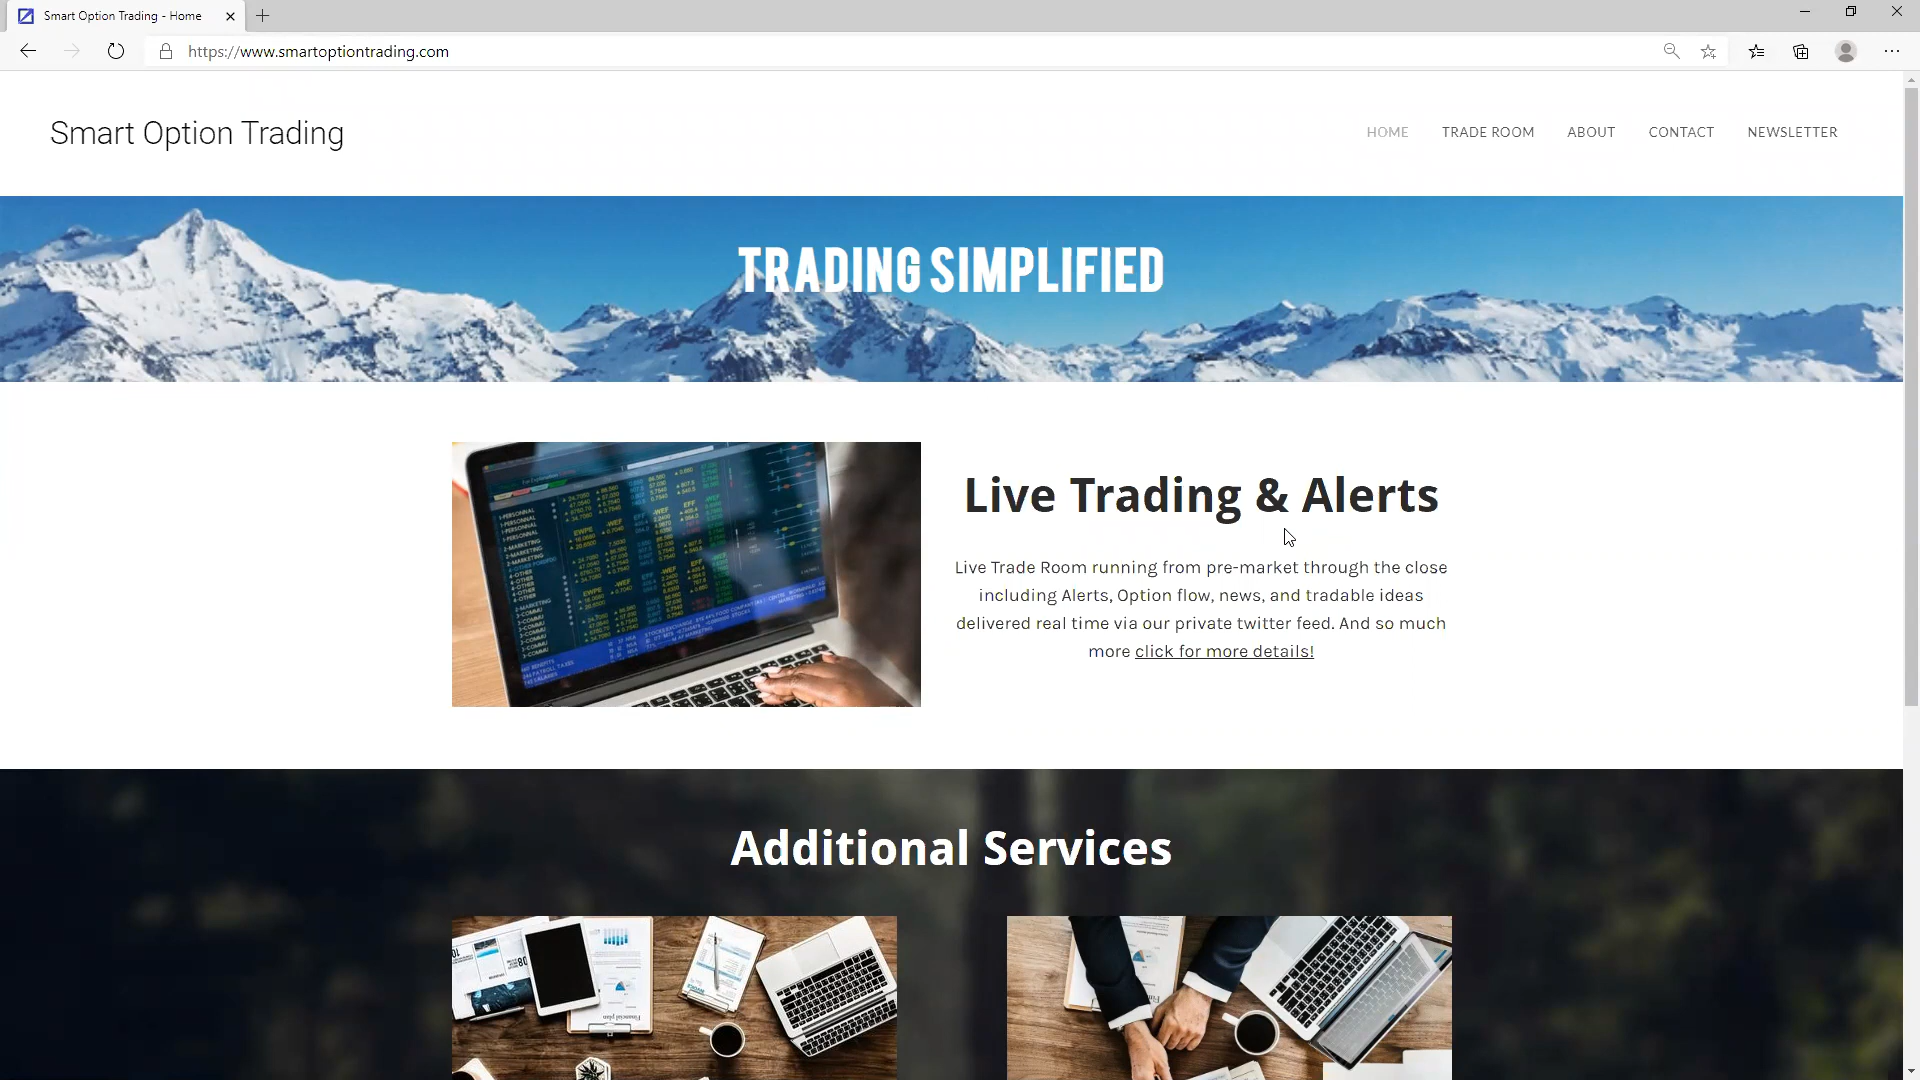 Smart Option Trading - Home
https://www.smartoptiontrading.com
Smart Option Trading
HOME TRADE ROOM ABOUT CONTACT NEWSLETTER
TRADING SIMPLIFIED
Live Trading & Alerts
Live Trade Room running from pre-market through the close
including Alerts, Option flow, news, and tradable ideas
delivered real time via our private twitter feed. And so much
more click for more details!
Additional Services